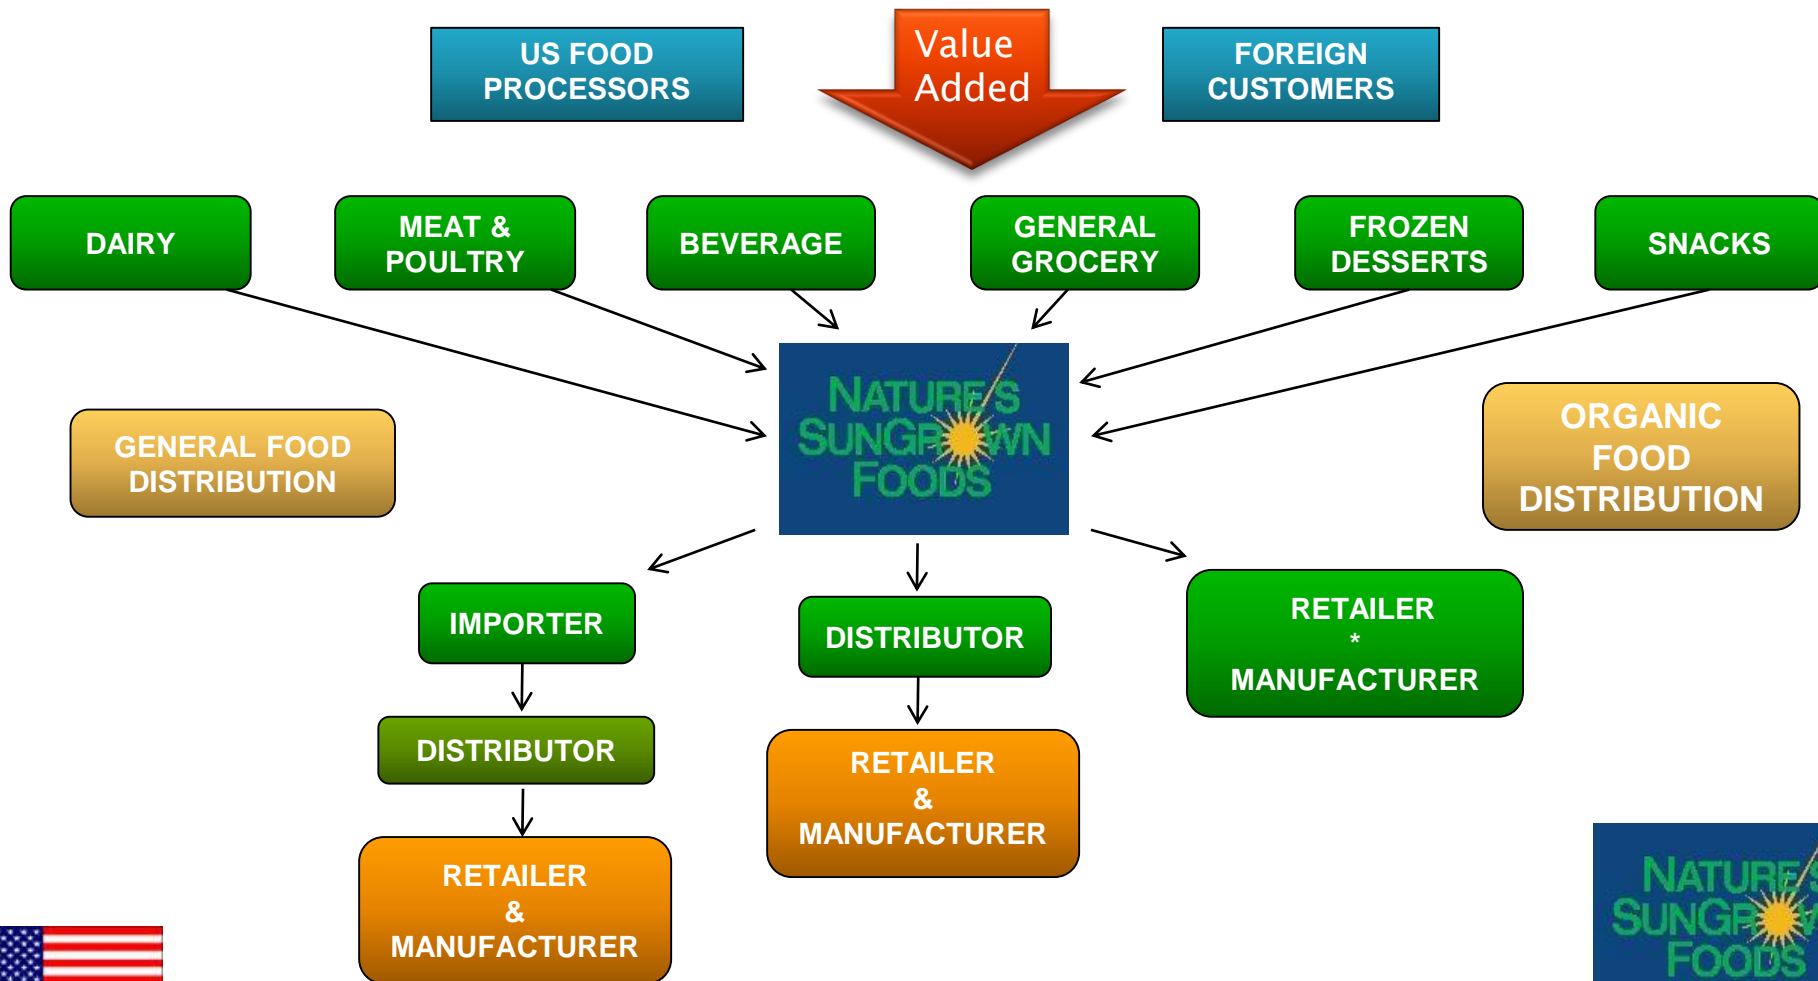 US FOOD
PROCESSORS
Value
Added
FOREIGN
CUSTOMERS
DAIRY
MEAT &
POULTRY
BEVERAGE
GENERAL
GROCERY
FROZEN
DESSERTS
SNACKS
NATURE'S
SUNGROWN
FOODS
GENERAL FOOD
DISTRIBUTION
ORGANIC
FOOD
DISTRIBUTION
IMPORTER
DISTRIBUTOR
RETAILER
*
MANUFACTURER
DISTRIBUTOR
RETAILER
&
MANUFACTURER
RETAILER
&
MANUFACTURER
NATURE'S
SUNGROWN
FOODS